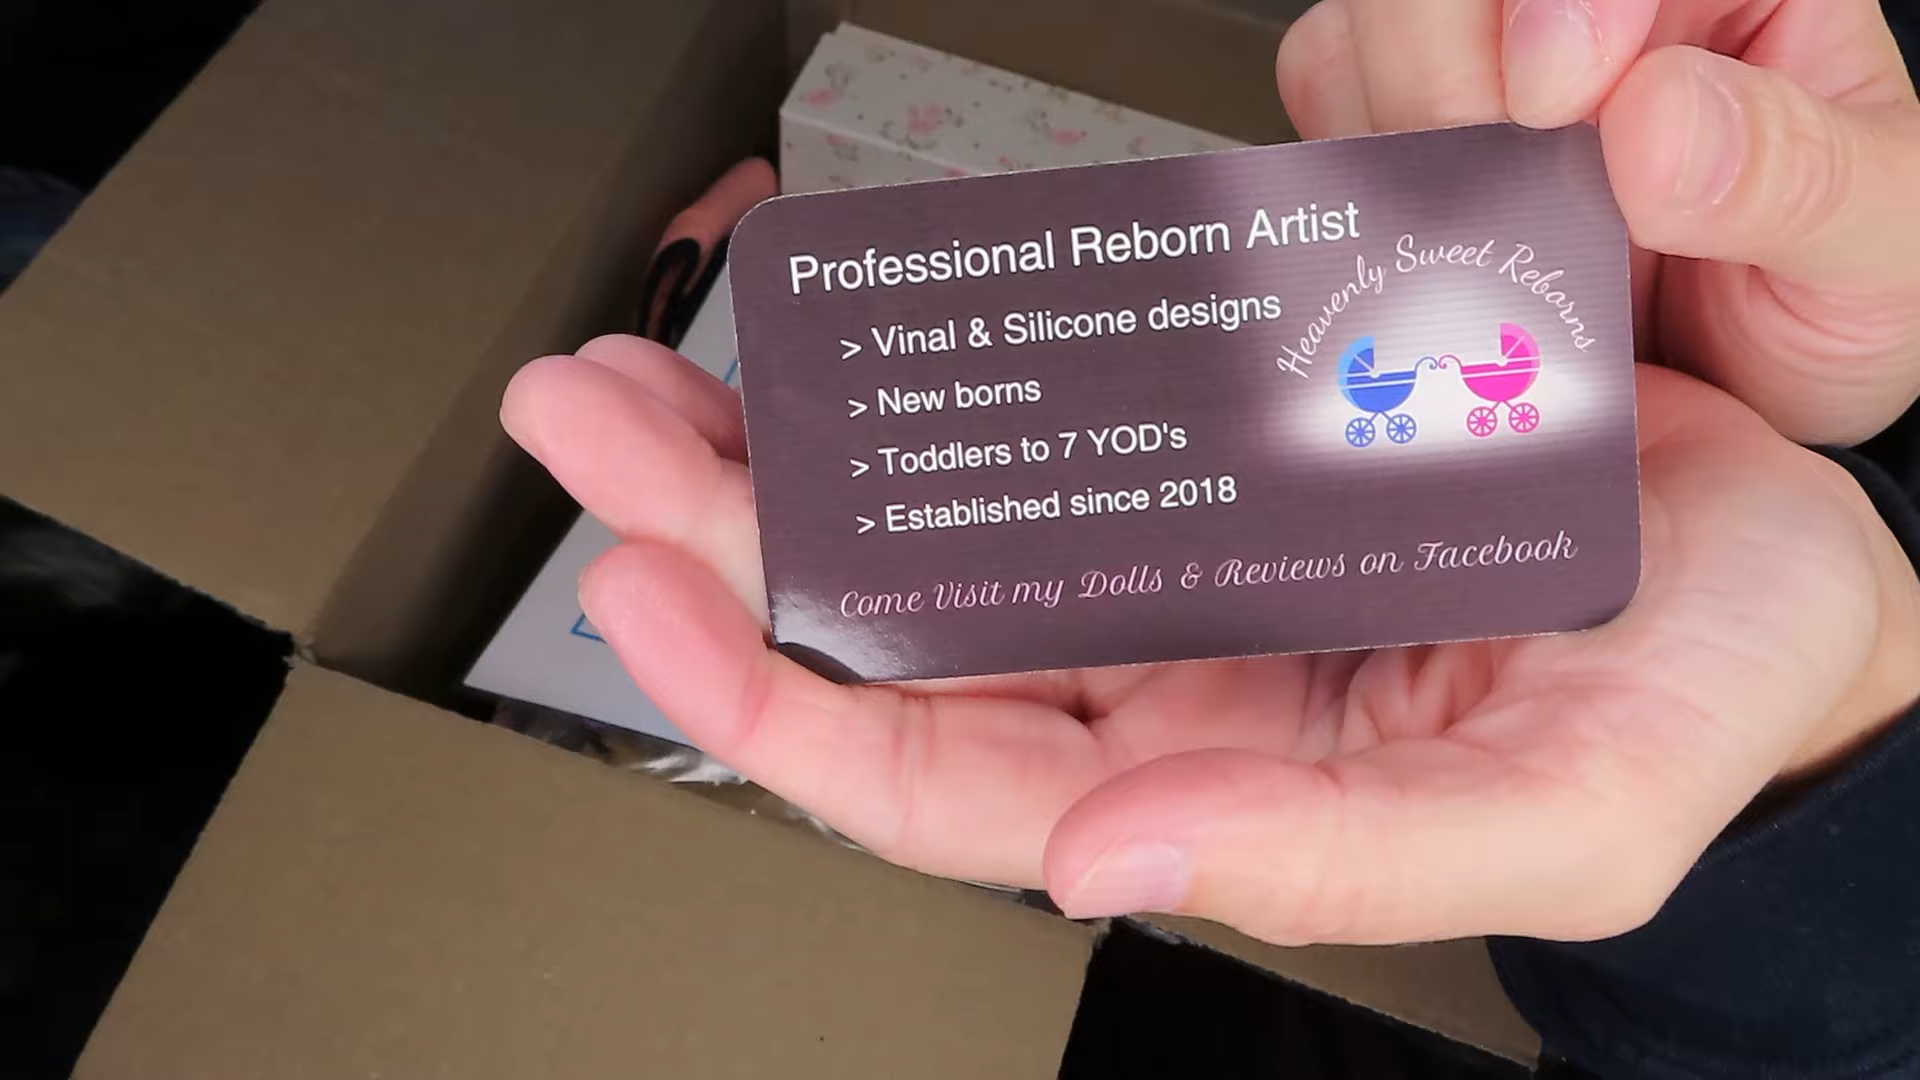 Professional Reborn Artist
> Vinal & Silicone designs
> New borns
> Toddlers to 7 YOD's
> Established since 2018
Heavenly Sweet Reborns
Come Visit my Dolls & Reviews on Facebook